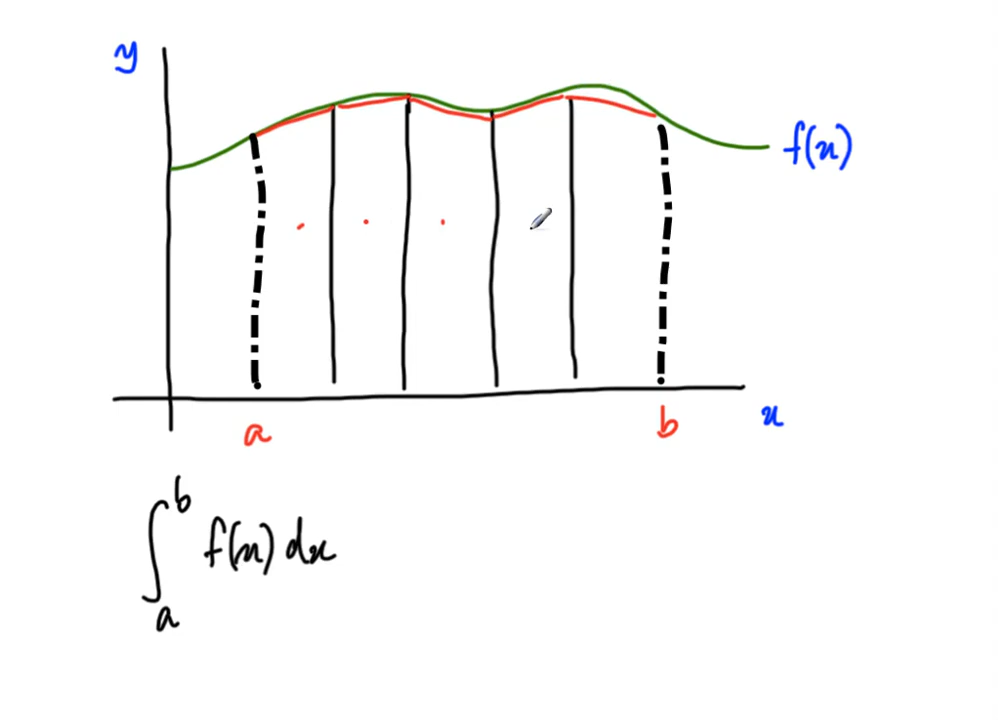 y
f(x)
a b x
∫_a^b f(x) dx